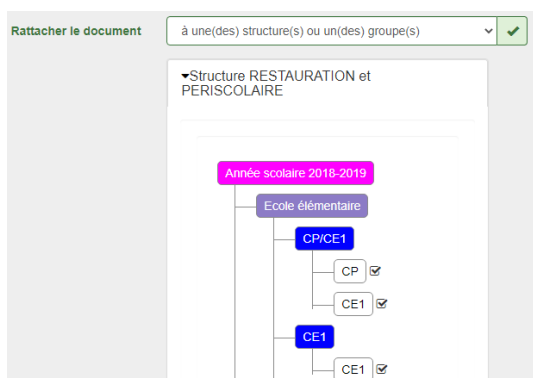 Rattacher le document
à une(des) structure(s) ou un(des) groupe(s)
Structure RESTAURATION et
PERISCOLAIRE
Année scolaire 2018-2019
Ecole élémentaire
CP/CE1
CP
CE1
CE1
CE1